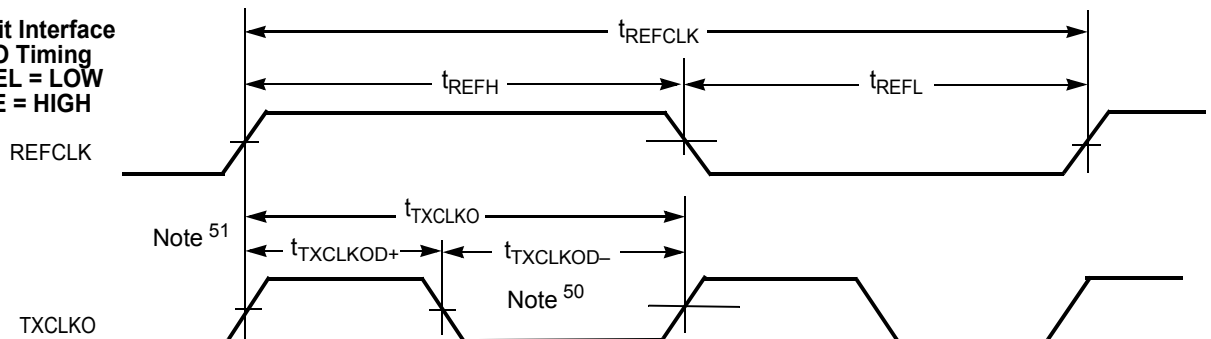 it Interface
Timing
EL = LOW
E = HIGH
tREFCLK
tREFH
tREFL
REFCLK
tTXCLKO
Note 51
tTXCLKOD+
tTXCLKOD–
Note 50
TXCLKO